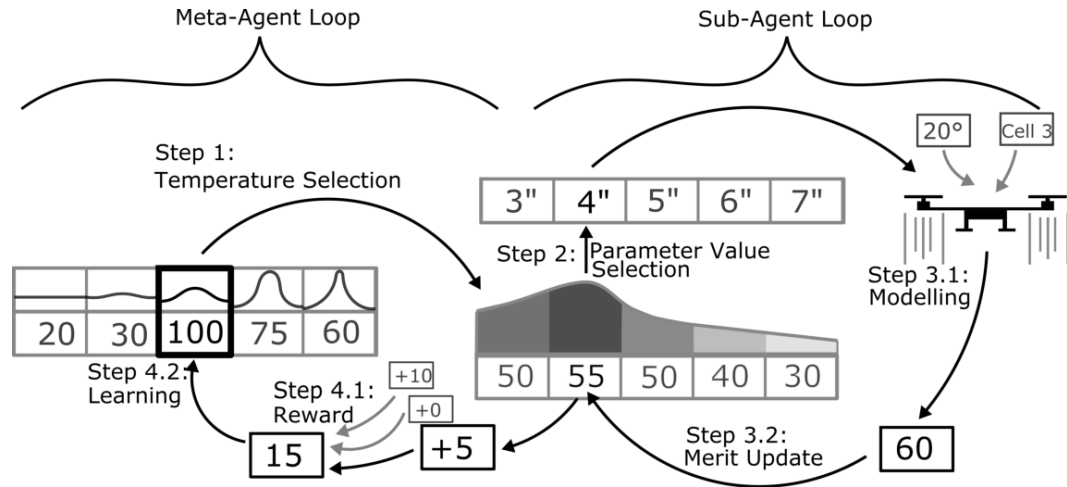 Meta-Agent Loop
Sub-Agent Loop
Step 1:
Temperature Selection
20°
Cell 3
3" 4" 5" 6" 7"
Step 2: Parameter Value
Selection
Step 3.1:
Modelling
20 30 100 75 60
50 55 50 40 30
Step 4.2:
Learning
Step 4.1:
Reward
+10
+0
15
+5
Step 3.2:
Merit Update
60